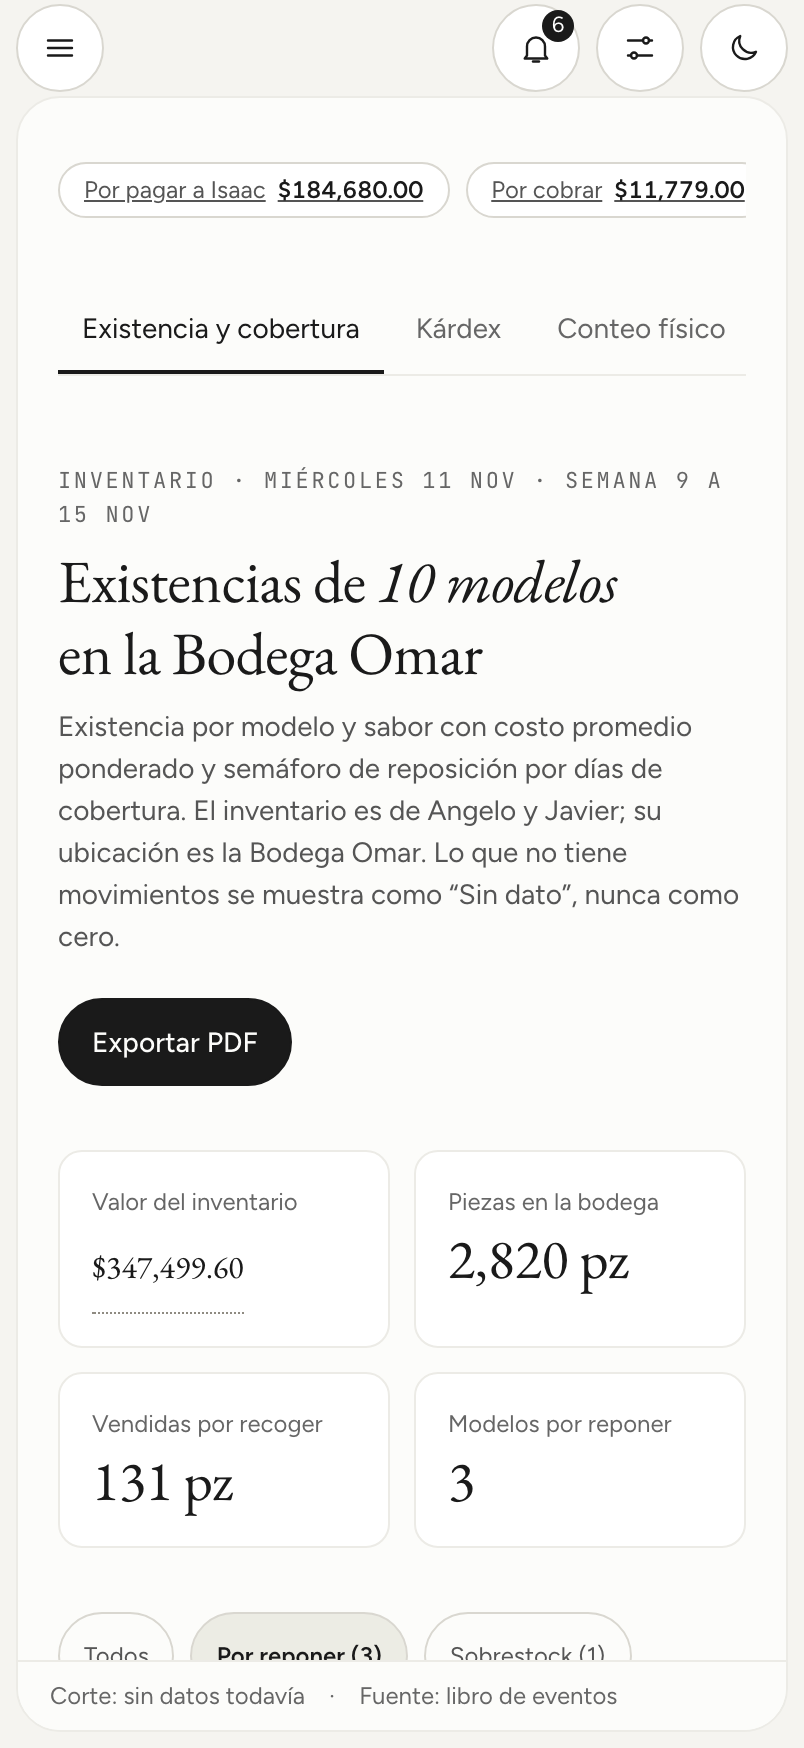 6
Por pagar a Isaac $184,680.00
Por cobrar $11,779.00
Existencia y cobertura
Kárdex
Conteo físico
INVENTARIO · MIÉRCOLES 11 NOV · SEMANA 9 A
15 NOV
Existencias de 10 modelos
en la Bodega Omar
Existencia por modelo y sabor con costo promedio
ponderado y semáforo de reposición por días de
cobertura. El inventario es de Angelo y Javier; su
ubicación es la Bodega Omar. Lo que no tiene
movimientos se muestra como “Sin dato”, nunca como
cero.
Exportar PDF
Valor del inventario
$347,499.60
Piezas en la bodega
2,820 pz
Vendidas por recoger
131 pz
Modelos por reponer
3
Todos
Por reponer (3)
Sobrestock (1)
Corte: sin datos todavía · Fuente: libro de eventos